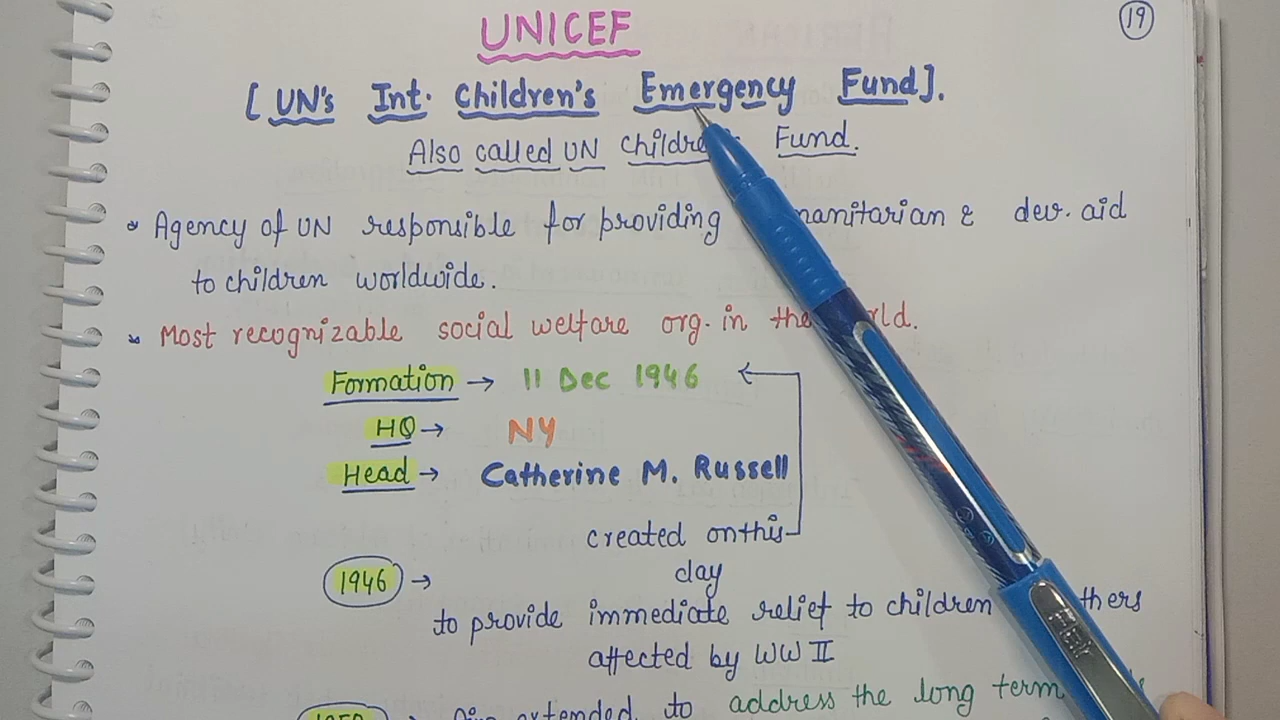 19
UNICEF
[UN's Int. Children's Emergency Fund].
Also called UN Fund.
* Agency of UN responsible for providing & dev. aid
to children worldwide.
* Most recognizable social welfare org. in
Formation → 11 Dec 1946
HQ → NY
Head → Catherine M. Russell
created on this
day
1946 →
to provide immediate relief to children
affected by WW II
to address the long term